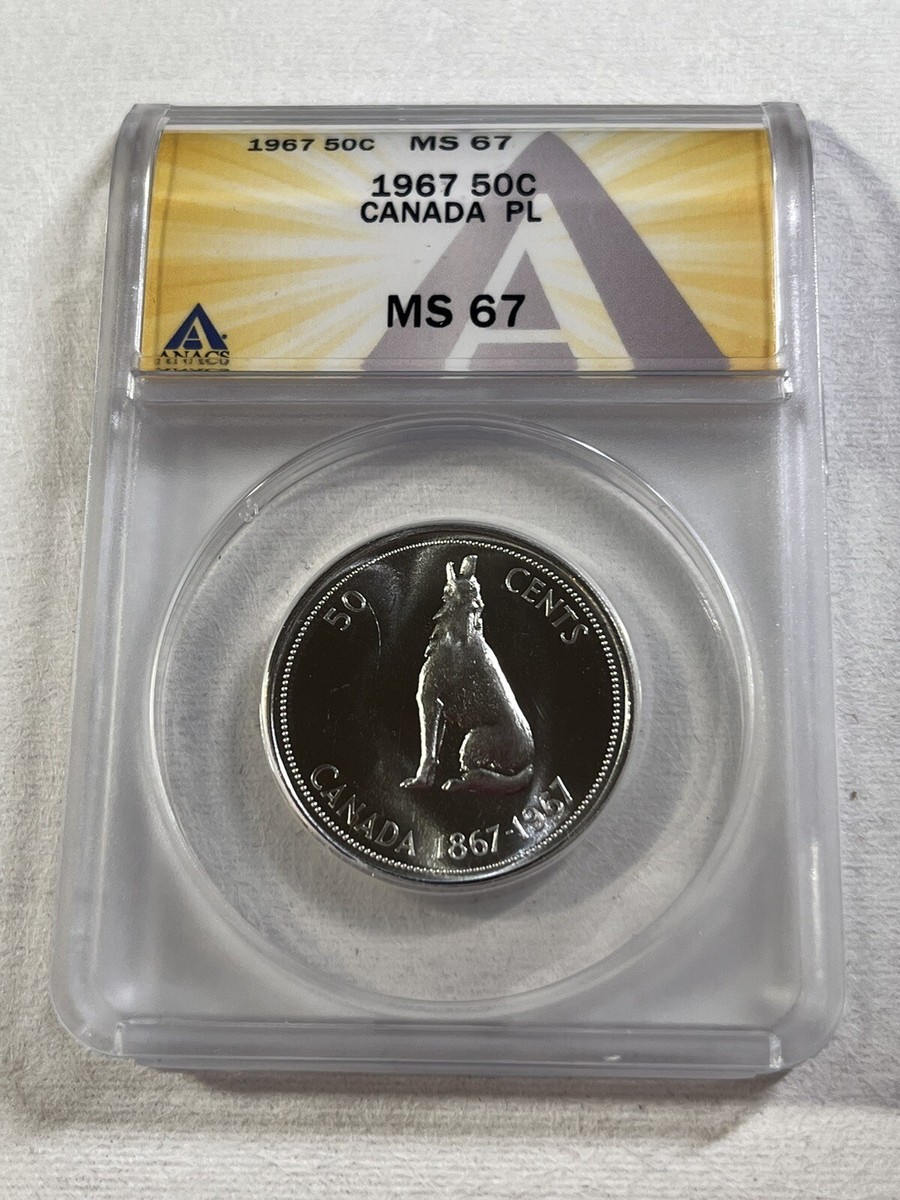 1967 50C MS 67
1967 50C
CANADA PL
MS 67
A
ANACS
50 CENTS
CANADA 1867-1967